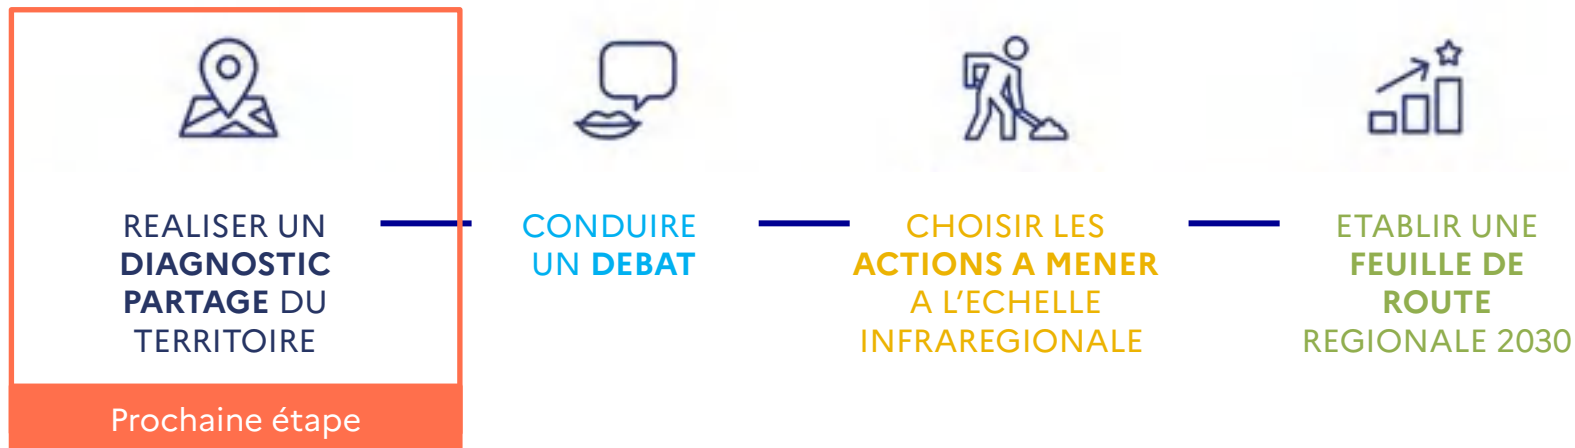 REALISER UN
DIAGNOSTIC
PARTAGE DU
TERRITOIRE
Prochaine étape
CONDUIRE
UN DEBAT
CHOISIR LES
ACTIONS A MENER
A L’ECHELLE
INFRAREGIONALE
ETABLIR UNE
FEUILLE DE
ROUTE
REGIONALE 2030